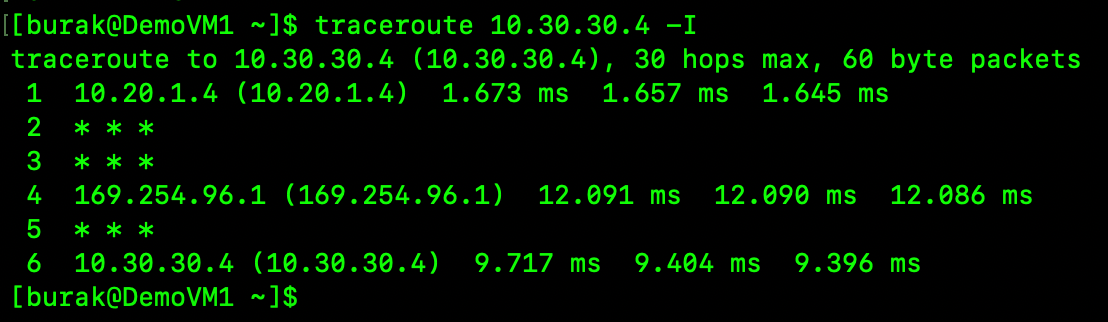 [[burak@DemoVM1 ~]$ traceroute 10.30.30.4 -I
traceroute to 10.30.30.4 (10.30.30.4), 30 hops max, 60 byte packets
 1  10.20.1.4 (10.20.1.4)  1.673 ms  1.657 ms  1.645 ms
 2  * * *
 3  * * *
 4  169.254.96.1 (169.254.96.1)  12.091 ms  12.090 ms  12.086 ms
 5  * * *
 6  10.30.30.4 (10.30.30.4)  9.717 ms  9.404 ms  9.396 ms
[burak@DemoVM1 ~]$